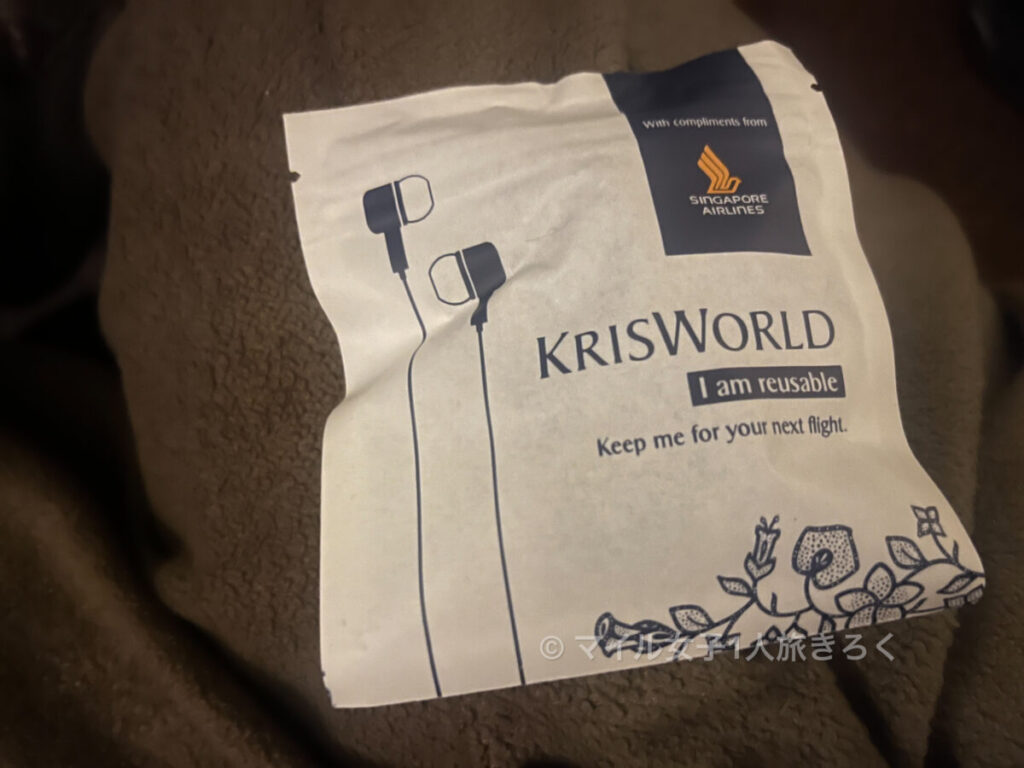 With compliments from
SINGAPORE
AIRLINES
KRISWORLD
I am reusable
Keep me for your next flight.
© マイル女子1人旅きろく